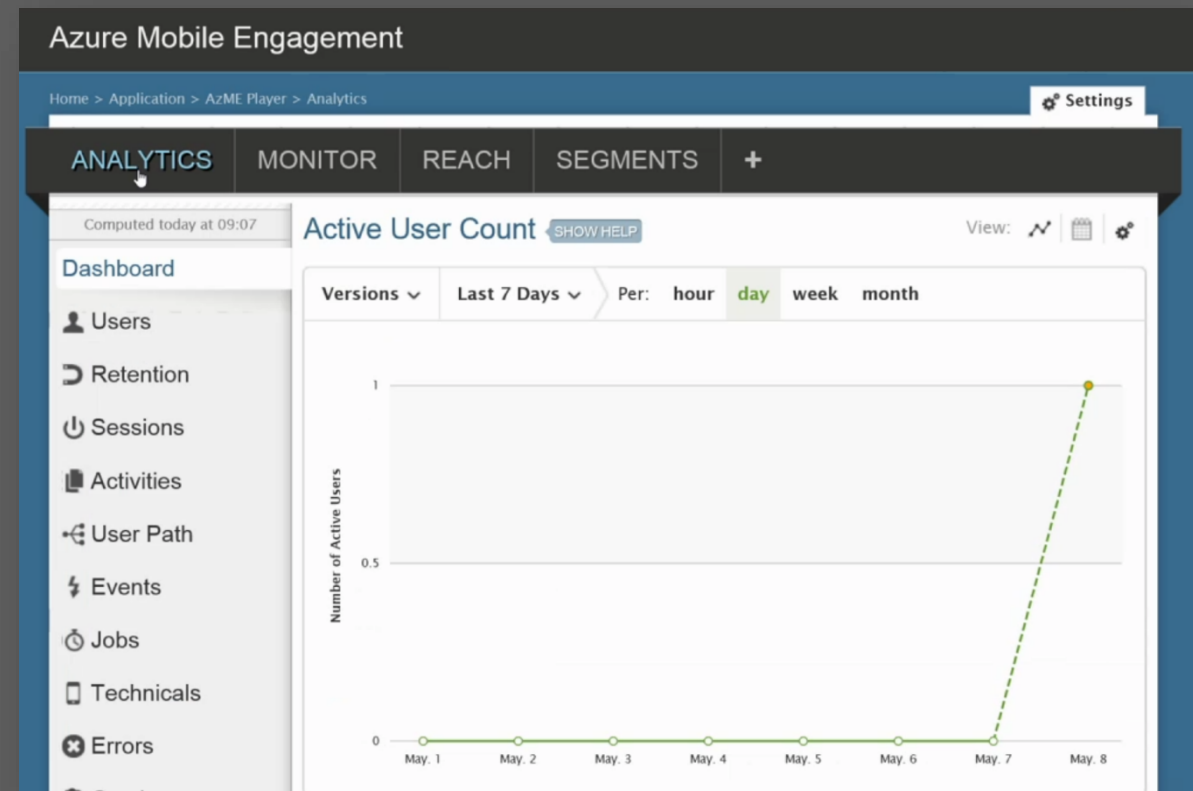 Azure Mobile Engagement
Home > Application > AzME Player > Analytics
Settings
ANALYTICS MONITOR REACH SEGMENTS +
Computed today at 09:07
Dashboard
Users
Retention
Sessions
Activities
User Path
Events
Jobs
Technicals
Errors
Active User Count SHOW HELP
View:
Versions Last 7 Days Per: hour day week month
Number of Active Users
1
0.5
0
May. 1 May. 2 May. 3 May. 4 May. 5 May. 6 May. 7 May. 8